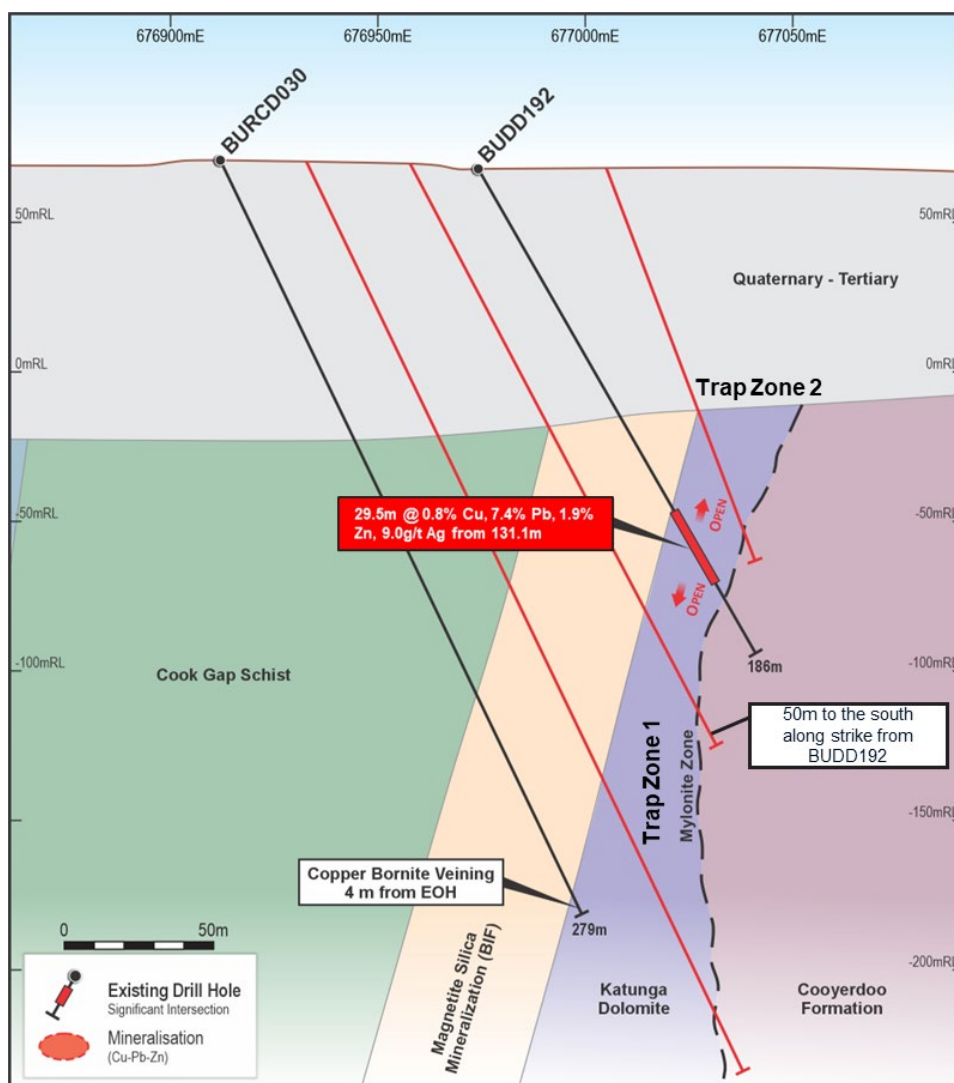 676900mE
676950mE
677000mE
677050mE
BURCD030
BUDD192
50mRL
50mRL
Quaternary - Tertiary
0mRL
0mRL
Trap Zone 2
29.5m @ 0.8% Cu, 7.4% Pb, 1.9%
Zn, 9.0g/t Ag from 131.1m
-50mRL
-50mRL
OPEN
OPEN
-100mRL
-100mRL
186m
Cook Gap Schist
50m to the south
along strike from
BUDD192
Trap Zone 1
Mylonite Zone
-150mRL
Copper Bornite Veining
4 m from EOH
279m
0
50m
-200mRL
Magnetite Silica
Mineralization (BIF)
Katunga
Dolomite
Cooyerdoo
Formation
Existing Drill Hole
Significant Intersection
Mineralisation
(Cu-Pb-Zn)